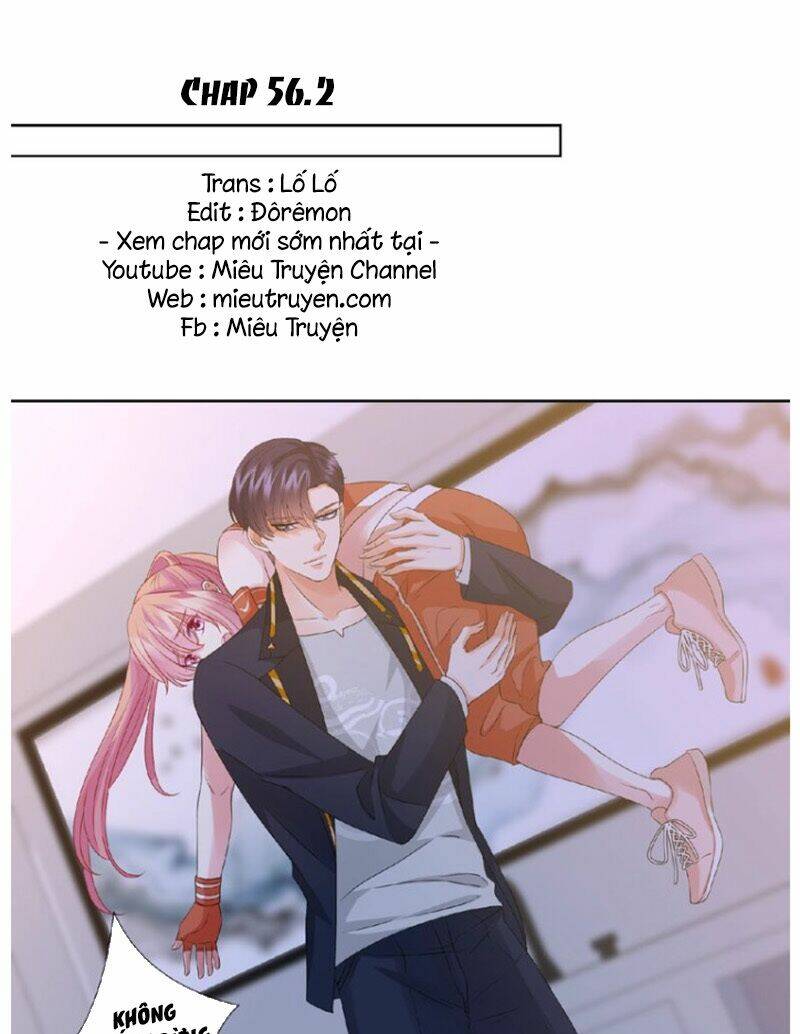 CHAP 56.2
Trans : Lố Lố
Edit : Đôrêmon
- Xem chap mới sớm nhất tại -
Youtube : Miêu Truyện Channel
Web : mieutruyen.com
Fb : Miêu Truyện
KHÔNG